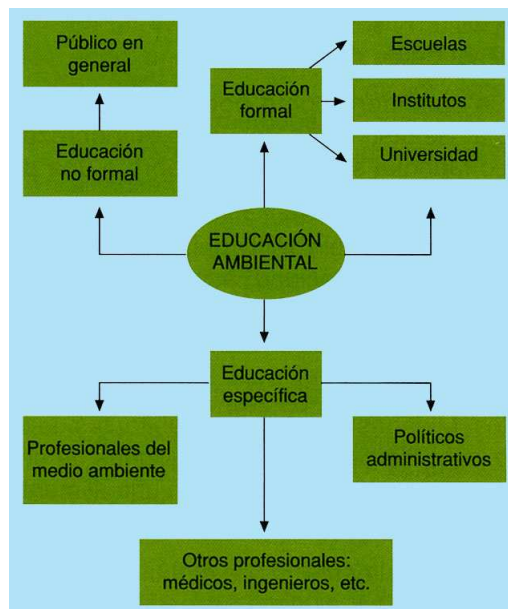 Público en
general
Educación
formal
Escuelas
Institutos
Universidad
Educación
no formal
EDUCACIÓN
AMBIENTAL
Educación
específica
Profesionales del
medio ambiente
Políticos
administrativos
Otros profesionales:
médicos, ingenieros, etc.